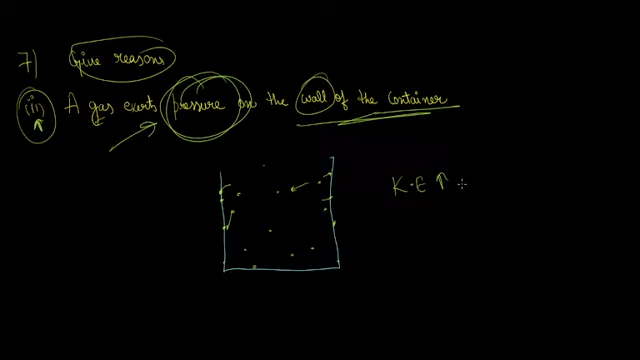 7) Give reasons
(iii) A gas exerts pressure on the wall of the container
K.E ↑